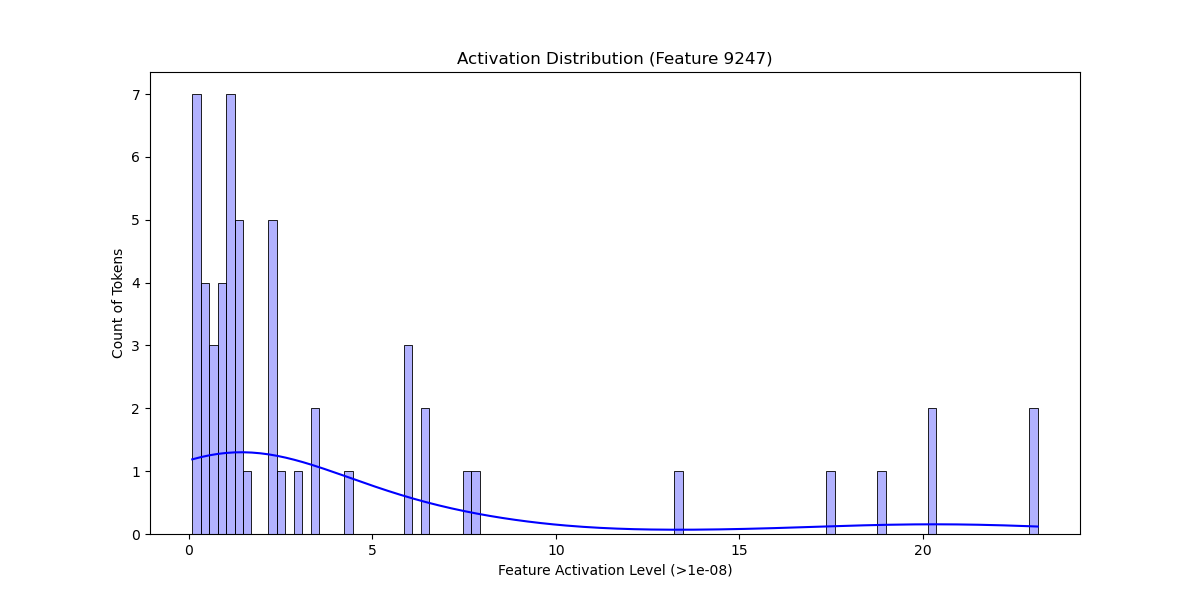 Activation Distribution (Feature 9247)
7
6
5
4
3
2
1
0
Count of Tokens
0 5 10 15 20
Feature Activation Level (>1e-08)